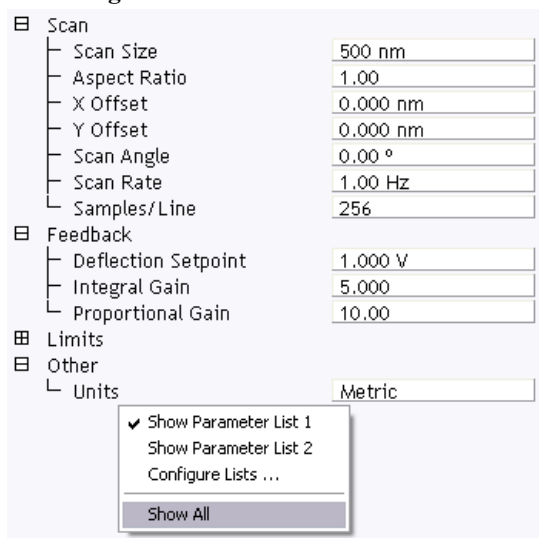 Scan
Scan Size 500 nm
Aspect Ratio 1.00
X Offset 0.000 nm
Y Offset 0.000 nm
Scan Angle 0.00 º
Scan Rate 1.00 Hz
Samples/Line 256
Feedback
Deflection Setpoint 1.000 V
Integral Gain 5.000
Proportional Gain 10.00
Limits
Other
Units Metric
Show Parameter List 1
Show Parameter List 2
Configure Lists ...
Show All